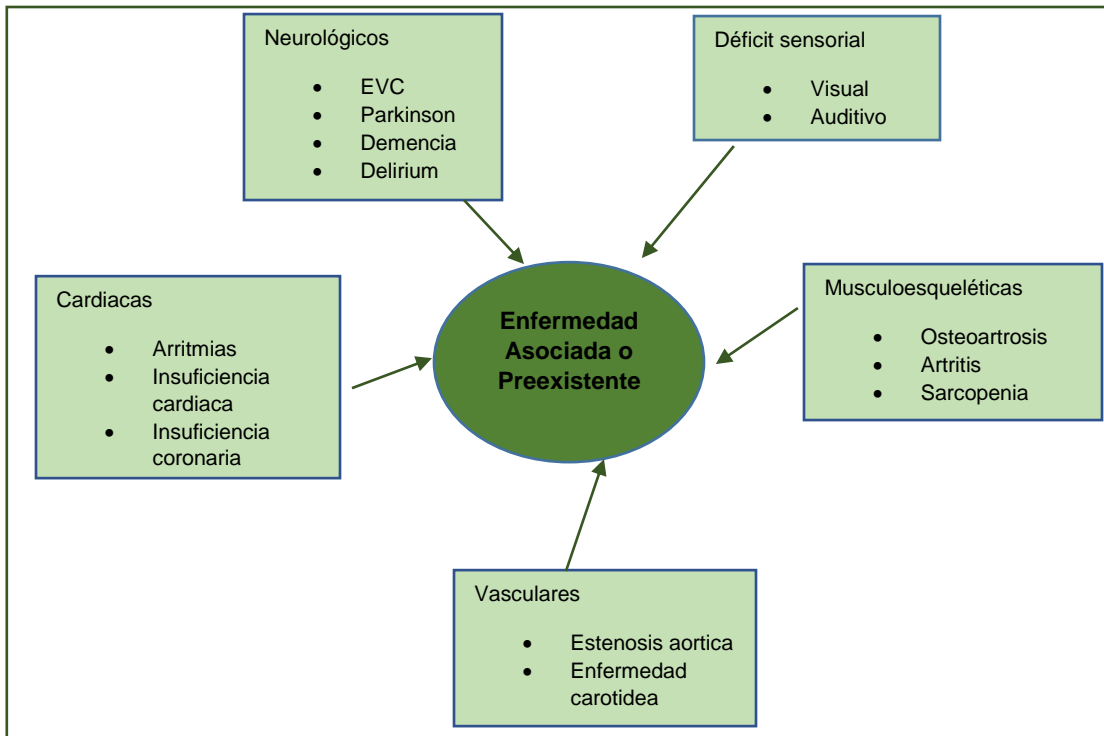 Neurológicos
• EVC
• Parkinson
• Demencia
• Delirium
Déficit sensorial
• Visual
• Auditivo
Cardiacas
• Arritmias
• Insuficiencia
cardiaca
• Insuficiencia
coronaria
Enfermedad
Asociada o
Preexistente
Musculoesqueléticas
• Osteoartrosis
• Artritis
• Sarcopenia
Vasculares
• Estenosis aortica
• Enfermedad
carotidea